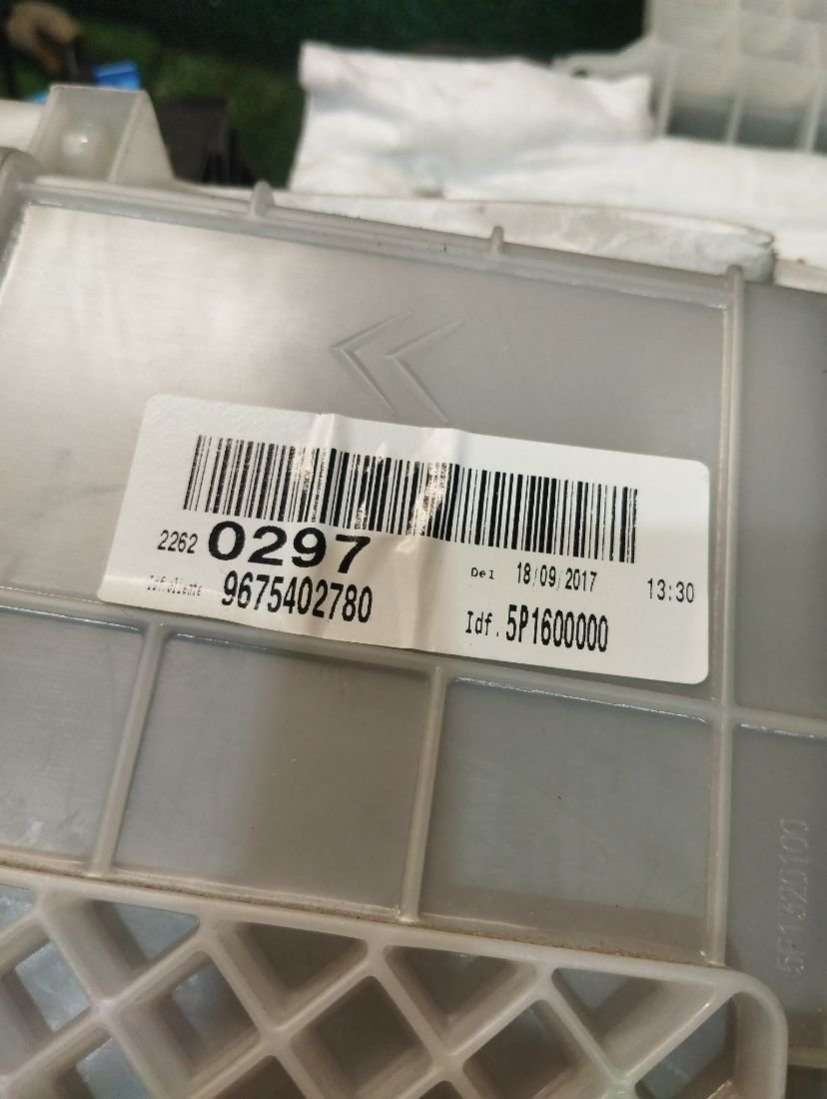 2262 0297
Del 18/09/2017 13:30
9675402780
Idf. 5P1600000